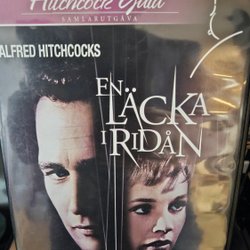 Hitchcock Guld
SAMLARUTGÅVA
ALFRED HITCHCOCKS
EN
LÄCKA
I RIDÅN